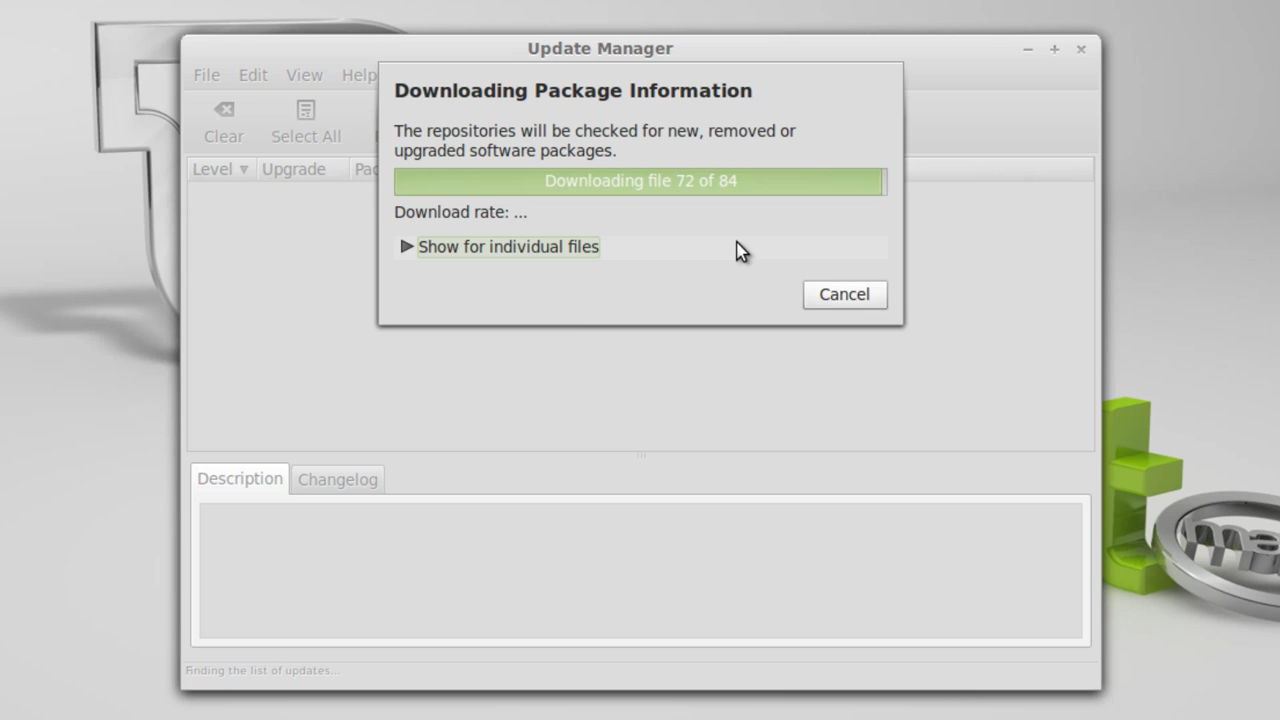 Update Manager
File Edit View Help
Clear Select All
Level Upgrade Pac
Downloading Package Information
The repositories will be checked for new, removed or
upgraded software packages.
Downloading file 72 of 84
Download rate: ...
Show for individual files
Cancel
Description Changelog
Finding the list of updates...